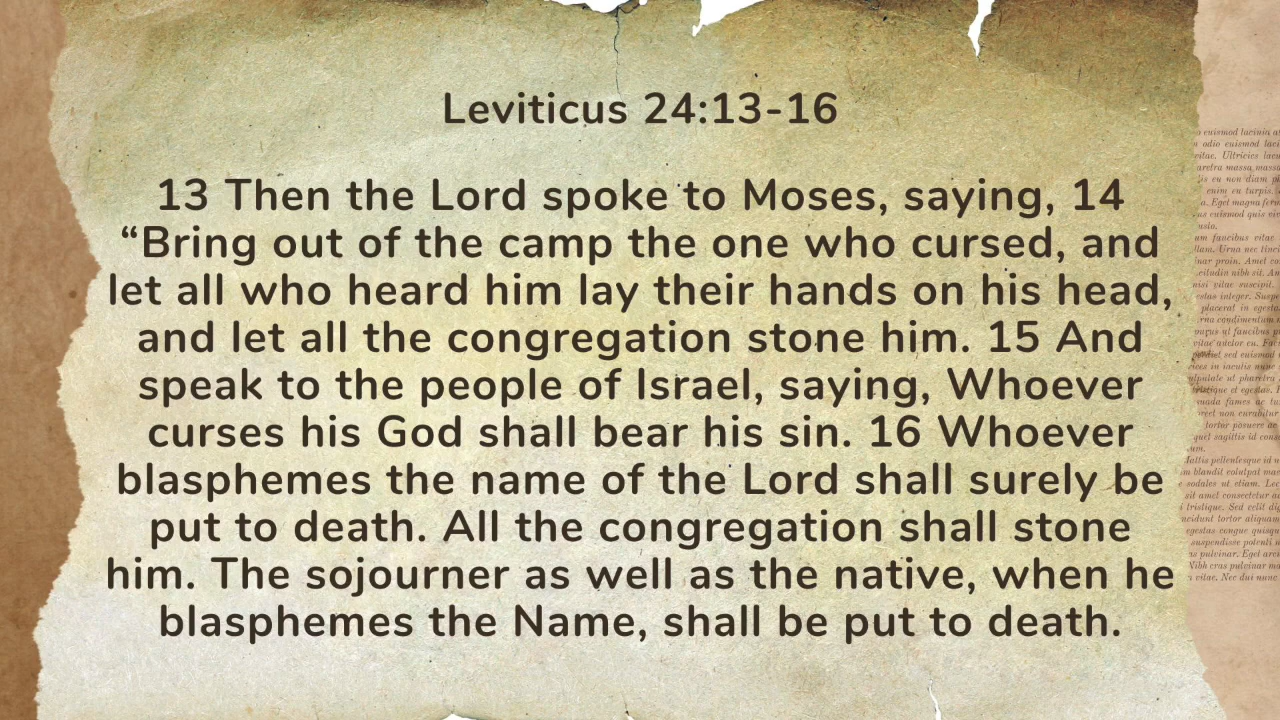 Leviticus 24:13-16
13 Then the Lord spoke to Moses, saying, 14
“Bring out of the camp the one who cursed, and
let all who heard him lay their hands on his head,
and let all the congregation stone him. 15 And
speak to the people of Israel, saying, Whoever
curses his God shall bear his sin. 16 Whoever
blasphemes the name of the Lord shall surely be
put to death. All the congregation shall stone
him. The sojourner as well as the native, when he
blasphemes the Name, shall be put to death.